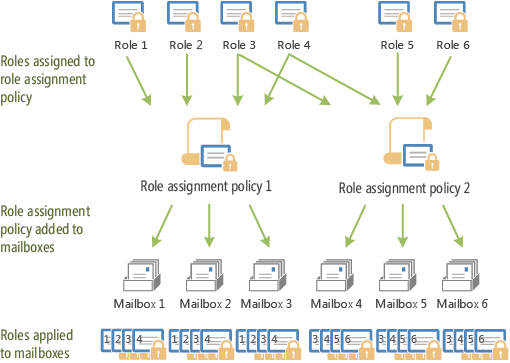 Role 1 Role 2 Role 3 Role 4 Role 5 Role 6
Roles assigned to
role assignment
policy
Role assignment policy 1 Role assignment policy 2
Role assignment
policy added to
mailboxes
Mailbox 1 Mailbox 2 Mailbox 3 Mailbox 4 Mailbox 5 Mailbox 6
Roles applied
to mailboxes
1 2 3 4 1 2 3 4 1 2 3 4 3 4 5 6 3 4 5 6 3 4 5 6